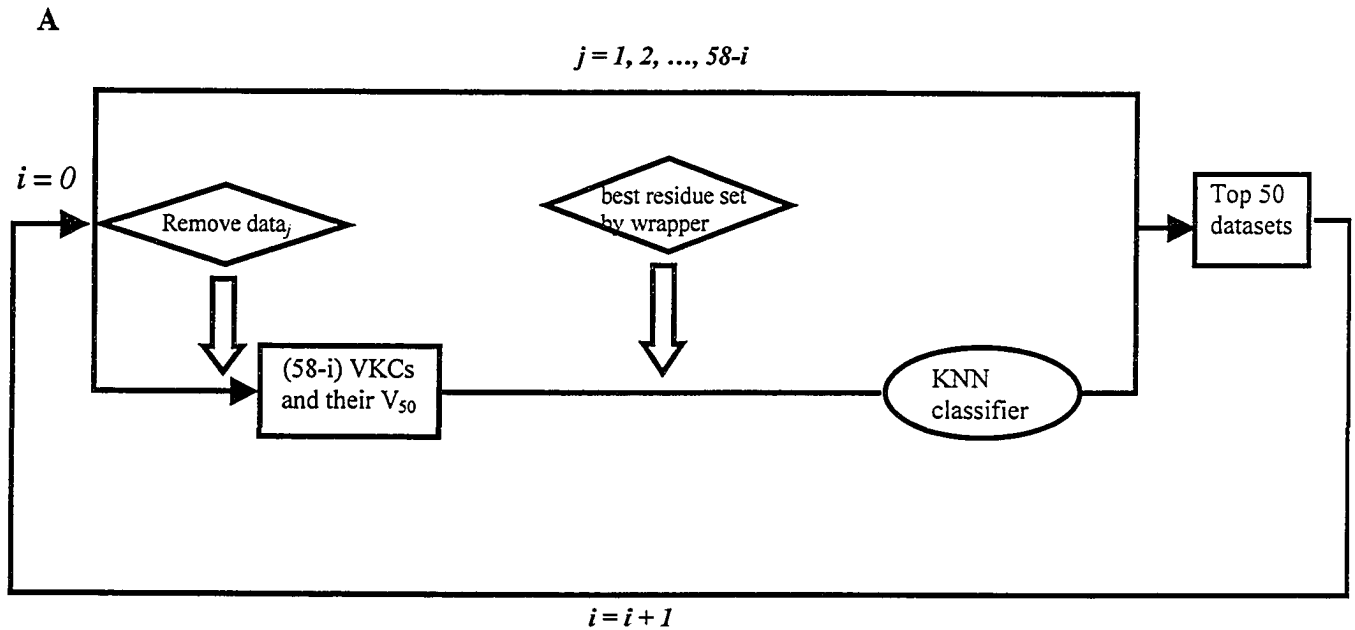 A
j = 1, 2, ..., 58-i
i = 0
Remove dataj
best residue set
by wrapper
Top 50
datasets
(58-i) VKCs
and their V50
KNN
classifier
i = i + 1